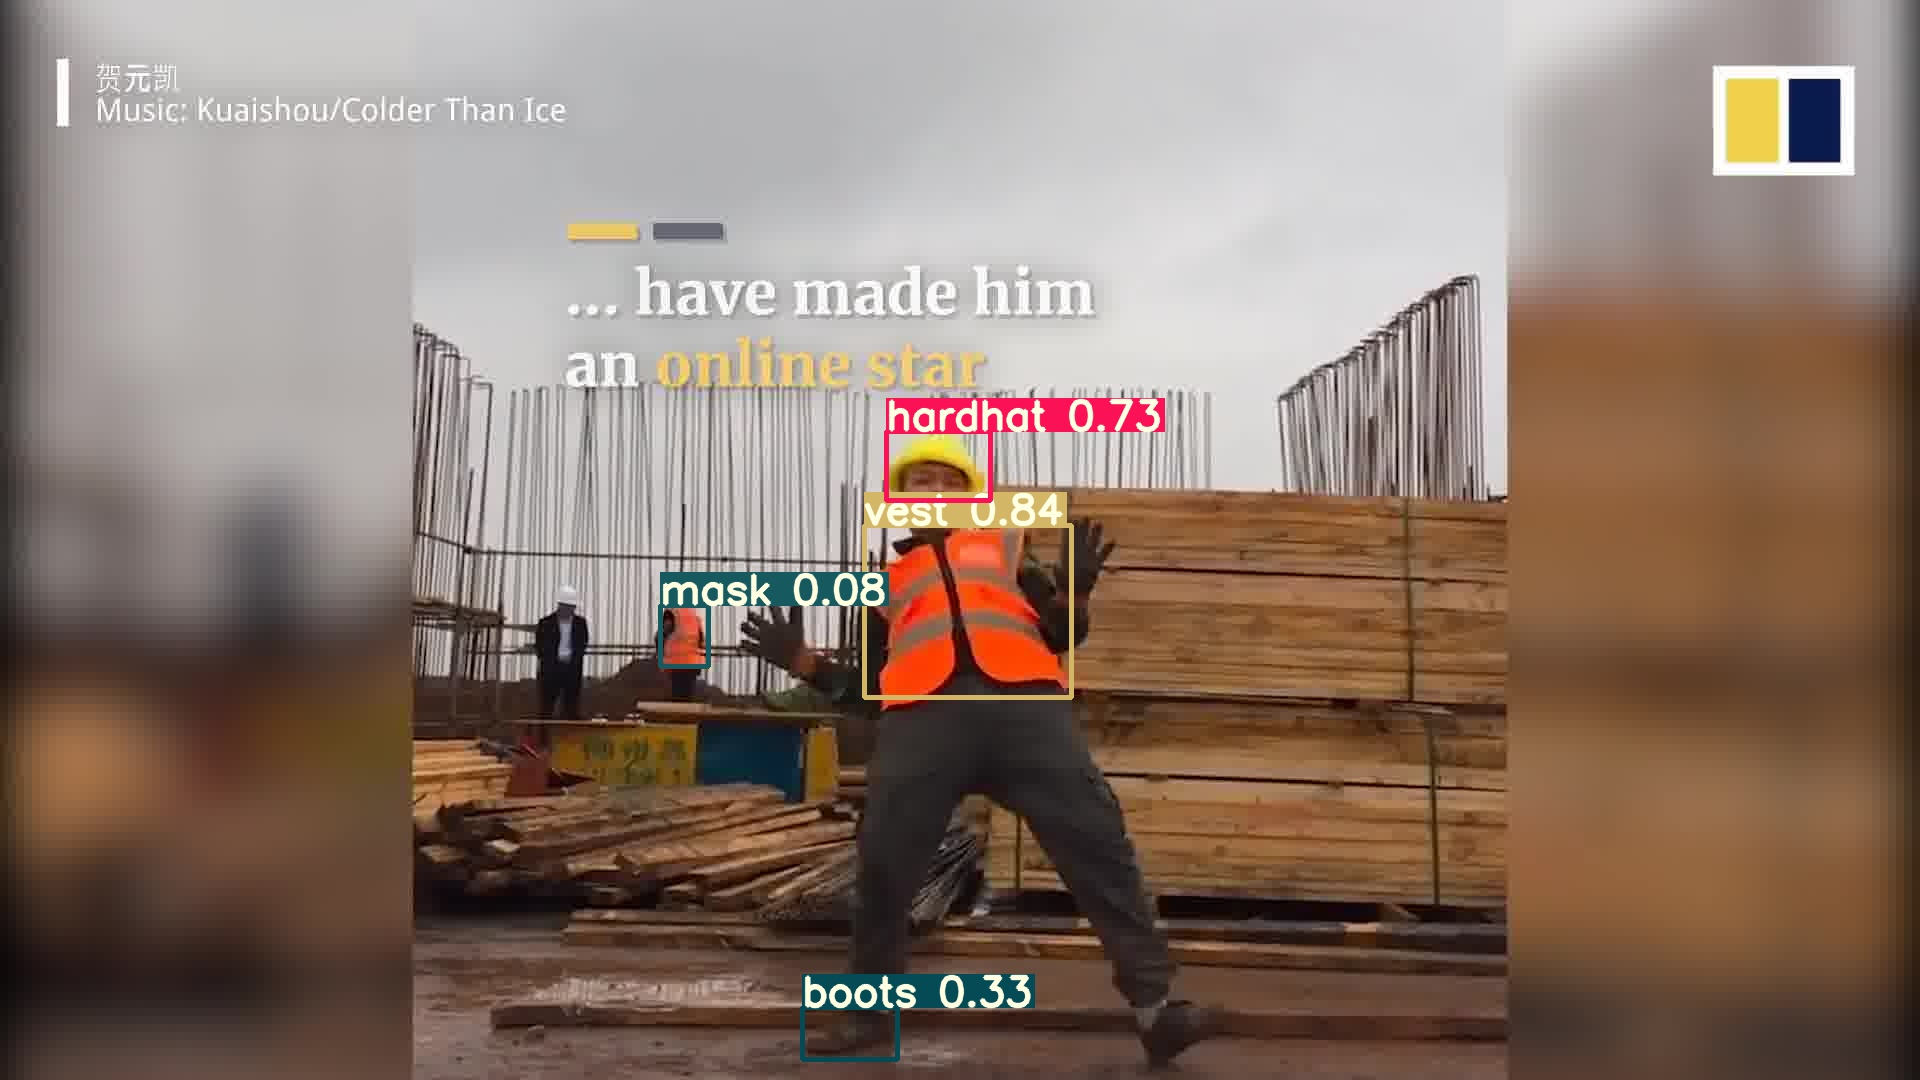 贺元凯
Music: Kuaishou/Colder Than Ice
... have made him
an online star
hardhat 0.73
vest 0.84
mask 0.08
boots 0.33